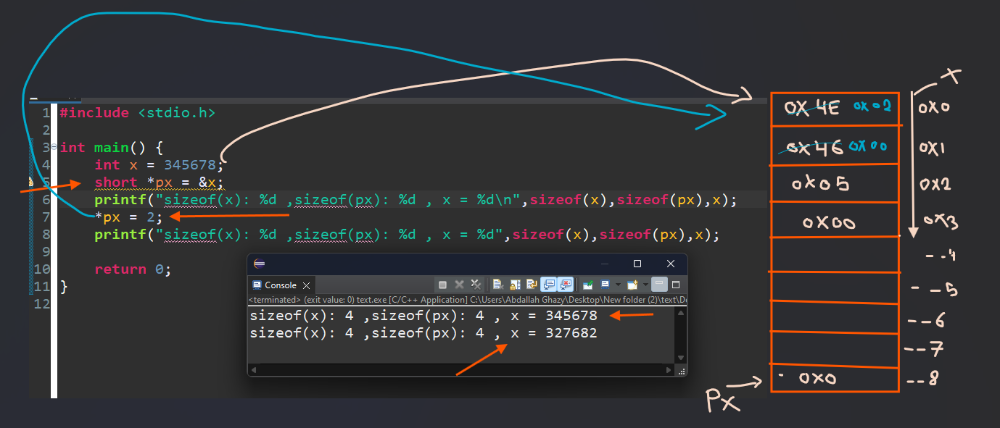 1 #include <stdio.h>
2
3 int main() {
4 int x = 345678;
5 short *px = &x;
6 printf("sizeof(x): %d ,sizeof(px): %d , x = %d\n",sizeof(x),sizeof(px),x);
7 *px = 2;
8 printf("sizeof(x): %d ,sizeof(px): %d , x = %d",sizeof(x),sizeof(px),x);
9
10 return 0;
11 }
12
Console
<terminated> (exit value: 0) text.exe [C/C++ Application] C:\Users\Abdallah Ghazy\Desktop\New folder (2)\text\De
sizeof(x): 4 ,sizeof(px): 4 , x = 345678
sizeof(x): 4 ,sizeof(px): 4 , x = 327682
x
0x4E 0x02 0x0
0x46 0x00 0x1
0x05 0x2
0x00 0x3
--4
--5
--6
--7
Px 0x0 --8